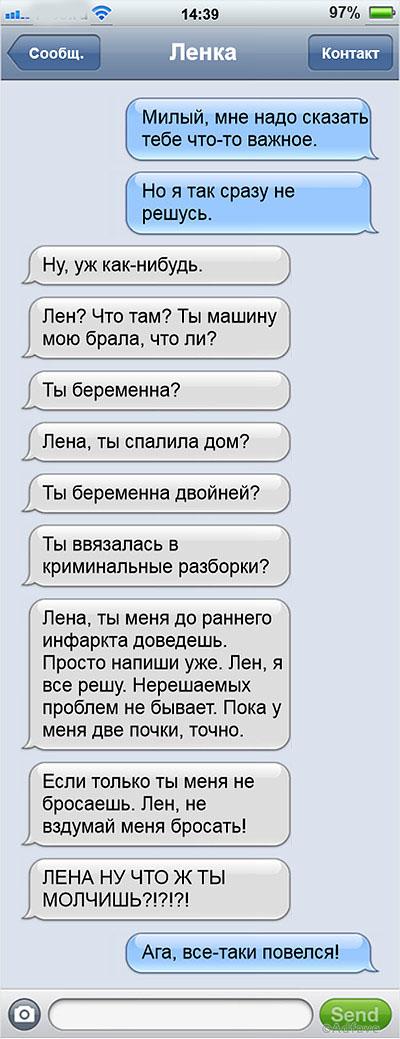 14:39
97%
Сообщ.
Ленка
Контакт
Милый, мне надо сказать
тебе что-то важное.
Но я так сразу не
решусь.
Ну, уж как-нибудь.
Лен? Что там? Ты машину
мою брала, что ли?
Ты беременна?
Лена, ты спалила дом?
Ты беременна двойней?
Ты ввязалась в
криминальные разборки?
Лена, ты меня до раннего
инфаркта доведешь.
Просто напиши уже. Лен, я
все решу. Нерешаемых
проблем не бывает. Пока у
меня две почки, точно.
Если только ты меня не
бросаешь. Лен, не
вздумай меня бросать!
ЛЕНА НУ ЧТО Ж ТЫ
МОЛЧИШЬ?!?!?!
Ага, все-таки повелся!
Send